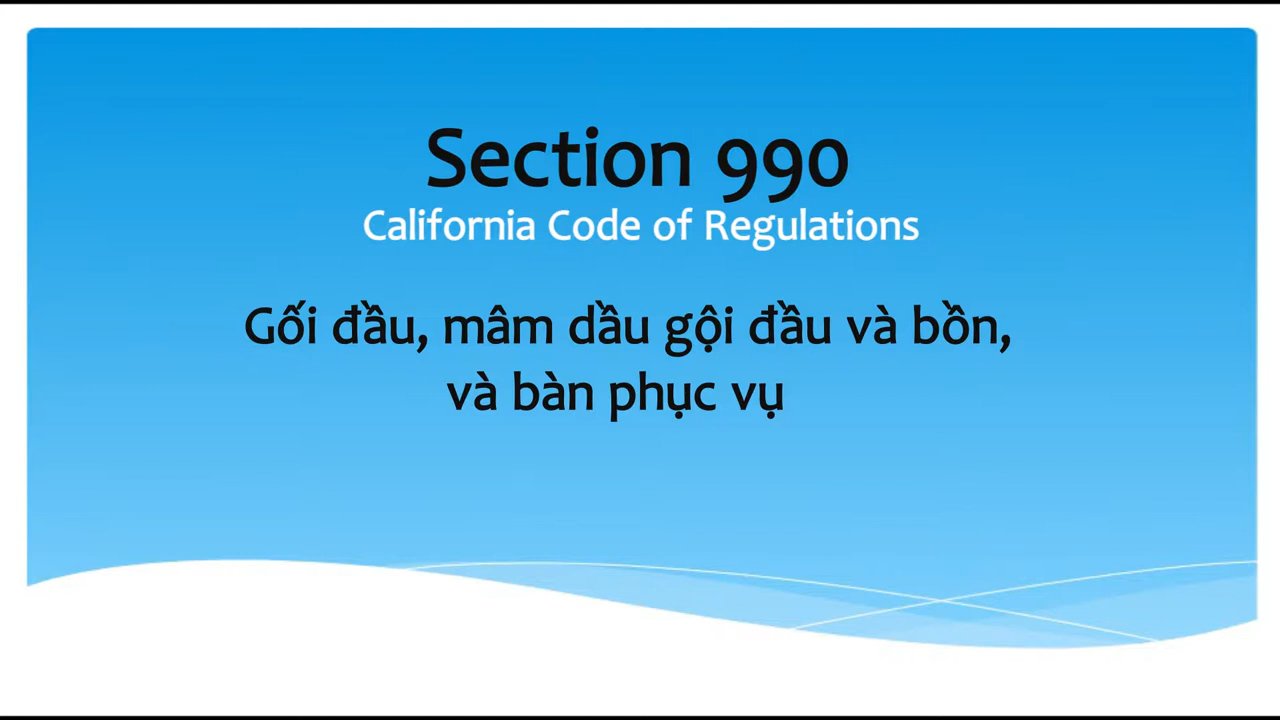 Section 990
California Code of Regulations
Gối đầu, mâm dầu gội đầu và bồn,
và bàn phục vụ